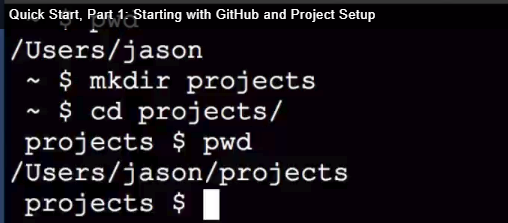 Quick Start, Part 1: Starting with GitHub and Project Setup
~ $ pwd
/Users/jason
~ $ mkdir projects
~ $ cd projects/
projects $ pwd
/Users/jason/projects
projects $